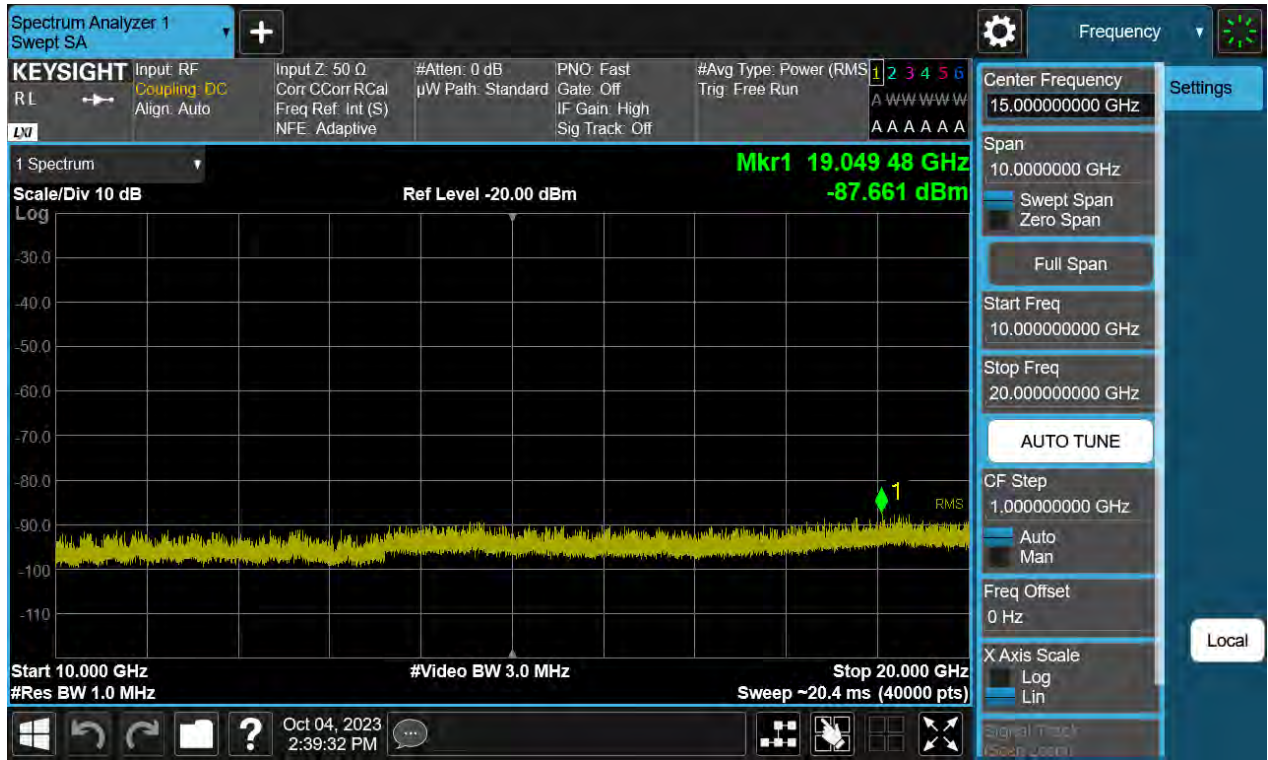 Spectrum Analyzer 1
Swept SA
+
Frequency
KEYSIGHT
RL
LXI
Input: RF
Coupling: DC
Align: Auto
Input Z: 50 Ω
Corr CCorr RCal
Freq Ref: Int (S)
NFE: Adaptive
#Atten: 0 dB
µW Path: Standard
PNO: Fast
Gate: Off
IF Gain: High
Sig Track: Off
#Avg Type: Power (RMS
Trig: Free Run
1 2 3 4 5 6
A W W W W W
A A A A A A
Center Frequency
15.000000000 GHz
Settings
1 Spectrum
Mkr1 19.049 48 GHz
Scale/Div 10 dB
Ref Level -20.00 dBm
-87.661 dBm
Log
-30.0
-40.0
-50.0
-60.0
-70.0
-80.0
-90.0
-100
-110
1
RMS
Start 10.000 GHz
#Video BW 3.0 MHz
Stop 20.000 GHz
#Res BW 1.0 MHz
Sweep ~20.4 ms (40000 pts)
Span
10.0000000 GHz
Swept Span
Zero Span
Full Span
Start Freq
10.000000000 GHz
Stop Freq
20.000000000 GHz
AUTO TUNE
CF Step
1.000000000 GHz
Auto
Man
Freq Offset
0 Hz
X Axis Scale
Log
Lin
Signal Track
(Span Zoom)
Local
?
Oct 04, 2023
2:39:32 PM